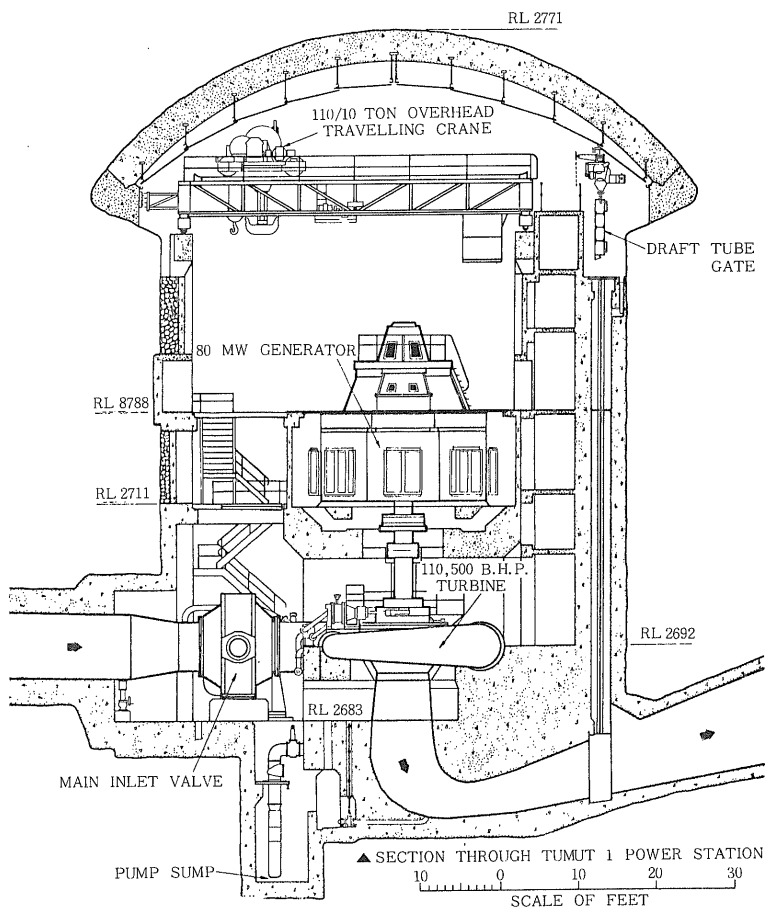 RL 2771
110/10 TON OVERHEAD
TRAVELLING CRANE
DRAFT TUBE
GATE
80 MW GENERATOR
RL 8788
RL 2711
110,500 B.H.P.
TURBINE
RL 2692
RL 2683
MAIN INLET VALVE
PUMP SUMP
▲ SECTION THROUGH TUMUT 1 POWER STATION
10 0 10 20 30
SCALE OF FEET